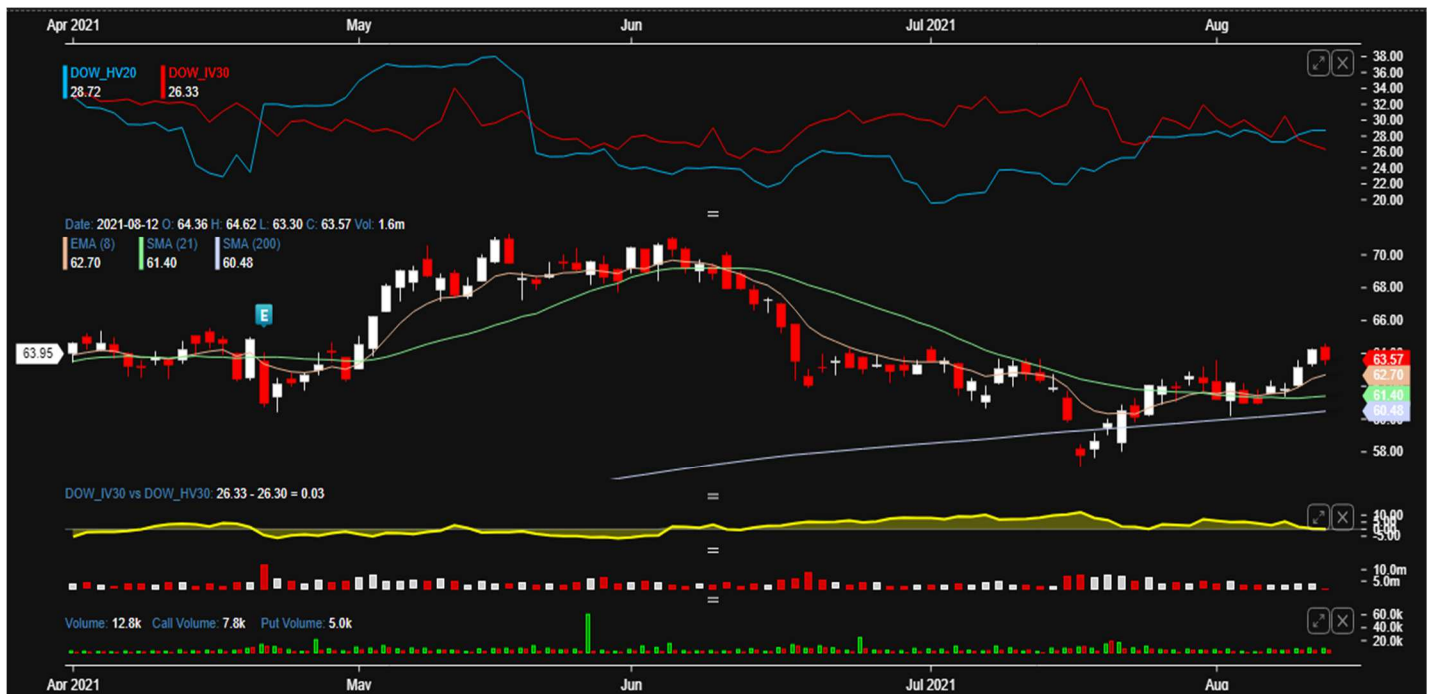 Apr 2021 May Jun Jul 2021 Aug
DOW_HV20 DOW_IV30
28.72 26.33
38.00
36.00
34.00
32.00
30.00
28.00
26.00
24.00
22.00
20.00
Date: 2021-08-12 O: 64.36 H: 64.62 L: 63.30 C: 63.57 Vol: 1.6m
EMA (8) SMA (21) SMA (200)
62.70 61.40 60.48
E
63.95
70.00
68.00
66.00
63.57
62.70
61.40
60.48
58.00
DOW_IV30 vs DOW_HV30: 26.33 - 26.30 = 0.03
10.00
0.00
-5.00
10.0m
5.0m
Volume: 12.8k Call Volume: 7.8k Put Volume: 5.0k
60.0k
40.0k
20.0k
Apr 2021 May Jun Jul 2021 Aug